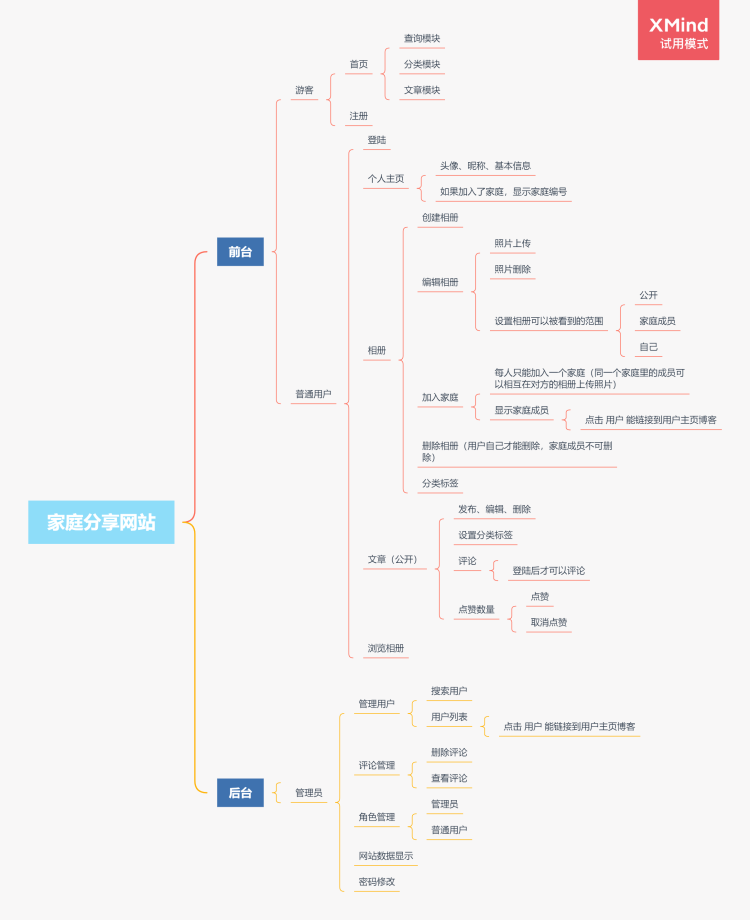 XMind
试用模式
查询模块
首页
分类模块
游客
文章模块
注册
登陆
头像、昵称、基本信息
个人主页
如果加入了家庭，显示家庭编号
创建相册
前台
照片上传
照片删除
编辑相册
公开
设置相册可以被看到的范围
家庭成员
自己
相册
每人只能加入一个家庭（同一个家庭里的成员可
以相互在对方的相册上传照片）
普通用户
加入家庭
显示家庭成员
点击 用户 能链接到用户主页博客
删除相册（用户自己才能删除，家庭成员不可删
除）
分类标签
家庭分享网站
发布、编辑、删除
设置分类标签
文章（公开）
评论
登陆后才可以评论
点赞
点赞数量
取消点赞
浏览相册
搜索用户
管理用户
用户列表
点击 用户 能链接到用户主页博客
删除评论
评论管理
查看评论
后台
管理员
管理员
角色管理
普通用户
网站数据显示
密码修改